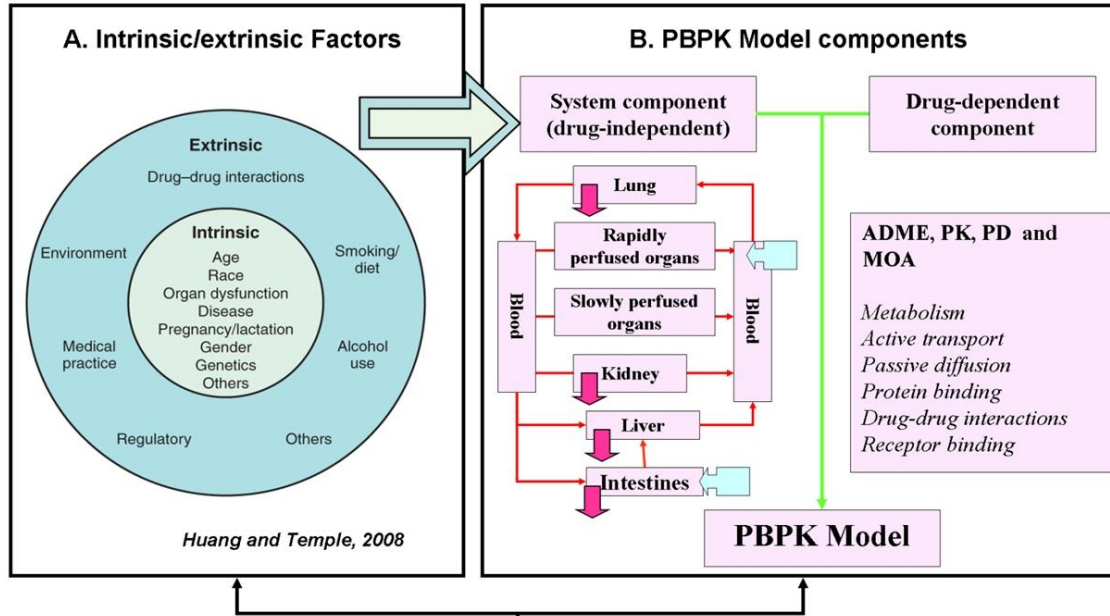 A. Intrinsic/extrinsic Factors
Extrinsic
Drug–drug interactions
Environment
Smoking/
diet
Intrinsic
Age
Race
Organ dysfunction
Disease
Pregnancy/lactation
Gender
Genetics
Others
Medical
practice
Alcohol
use
Regulatory
Others
Huang and Temple, 2008
B. PBPK Model components
System component
(drug-independent)
Drug-dependent
component
Lung
Rapidly
perfused organs
Slowly perfused
organs
Kidney
Liver
Intestines
Blood
Blood
ADME, PK, PD and
MOA
Metabolism
Active transport
Passive diffusion
Protein binding
Drug-drug interactions
Receptor binding
PBPK Model